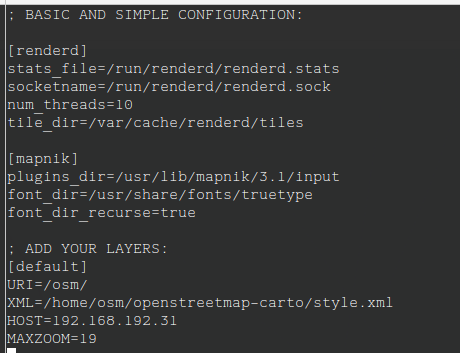 ; BASIC AND SIMPLE CONFIGURATION:
[renderd]
stats_file=/run/renderd/renderd.stats
socketname=/run/renderd/renderd.sock
num_threads=10
tile_dir=/var/cache/renderd/tiles
[mapnik]
plugins_dir=/usr/lib/mapnik/3.1/input
font_dir=/usr/share/fonts/truetype
font_dir_recurse=true
; ADD YOUR LAYERS:
[default]
URI=/osm/
XML=/home/osm/openstreetmap-carto/style.xml
HOST=192.168.192.31
MAXZOOM=19